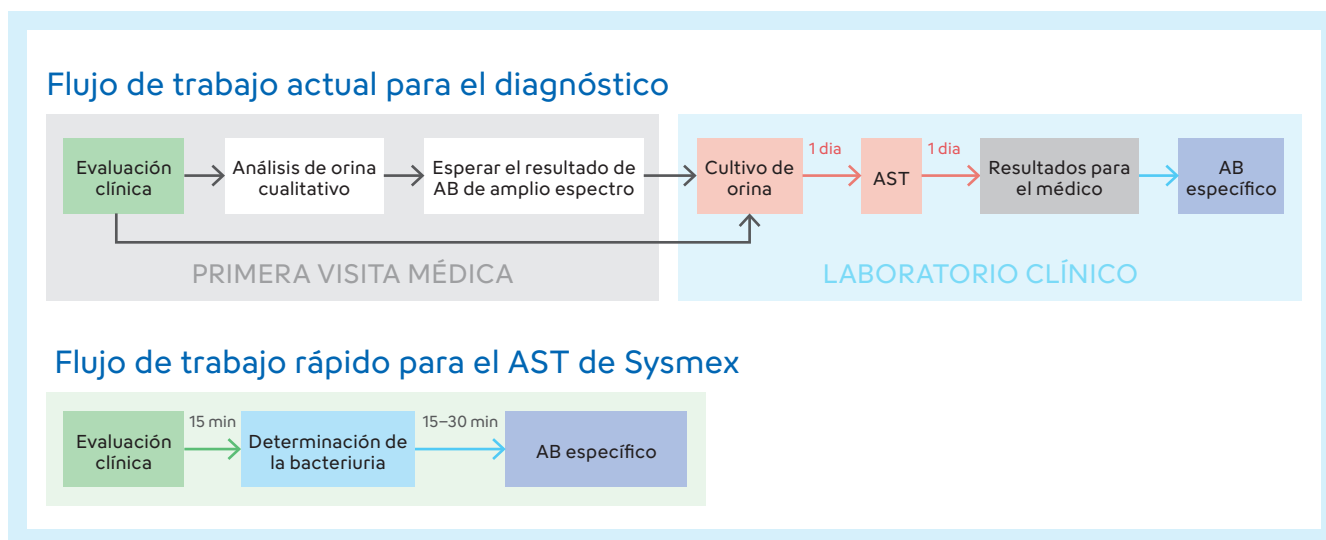 Flujo de trabajo actual para el diagnóstico
Evaluación
clínica
Análisis de orina
cualitativo
Esperar el resultado de
AB de amplio espectro
Cultivo de
orina
1 dia
AST
1 dia
Resultados para
el médico
AB
específico
PRIMERA VISITA MÉDICA
LABORATORIO CLÍNICO
Flujo de trabajo rápido para el AST de Sysmex
Evaluación
clínica
15 min
Determinación de
la bacteriuria
15–30 min
AB específico